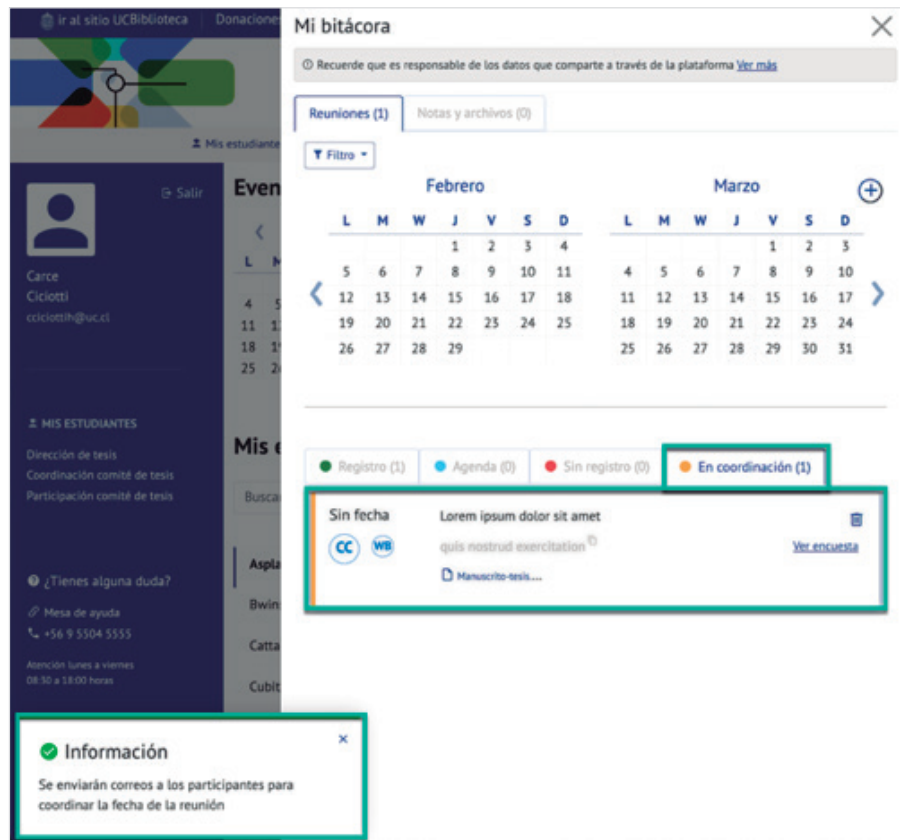 ir al sitio UCBiblioteca
Donaciones
Mi bitácora
Recuerde que es responsable de los datos que comparte a través de la plataforma Ver más
Reuniones (1) Notas y archivos (0)
Filtro
Mis estudiante
Salir
Carce
Ciciotti
cciciottih@uc.cl
MIS ESTUDIANTES
Dirección de tesis
Coordinación comité de tesis
Participación comité de tesis
¿Tienes alguna duda?
Mesa de ayuda
+56 9 5504 5555
Atención lunes a viernes
08:30 a 18:00 horas
Even
L M
4 5
11 1
18 1
25 2
Mis e
Busca
Aspla
Bwin
Catta
Cubit
Febrero
L M W J V S D
1 2 3 4
5 6 7 8 9 10 11
12 13 14 15 16 17 18
19 20 21 22 23 24 25
26 27 28 29
Marzo
L M W J V S D
1 2 3
4 5 6 7 8 9 10
11 12 13 14 15 16 17
18 19 20 21 22 23 24
25 26 27 28 29 30 31
Registro (1) Agenda (0) Sin registro (0) En coordinación (1)
Sin fecha
CC WB
Lorem ipsum dolor sit amet
quis nostrud exercitation
Manuscrito-tesis....
Ver encuesta
Información
Se enviarán correos a los participantes para
coordinar la fecha de la reunión